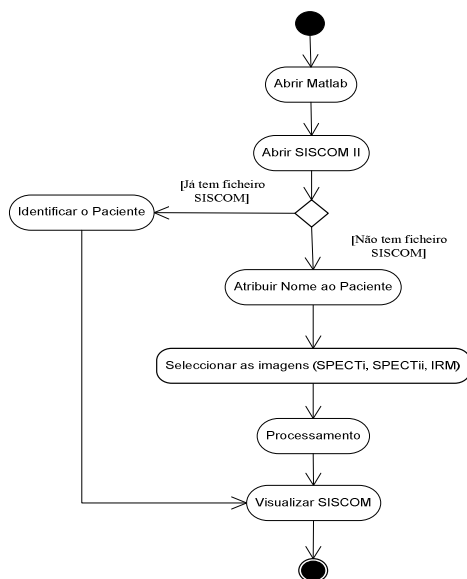 Abrir Matlab
Abrir SISCOM II
[Já tem ficheiro
SISCOM]
Identificar o Paciente
[Não tem ficheiro
SISCOM]
Atribuir Nome ao Paciente
Seleccionar as imagens (SPECTi, SPECTii, IRM)
Processamento
Visualizar SISCOM